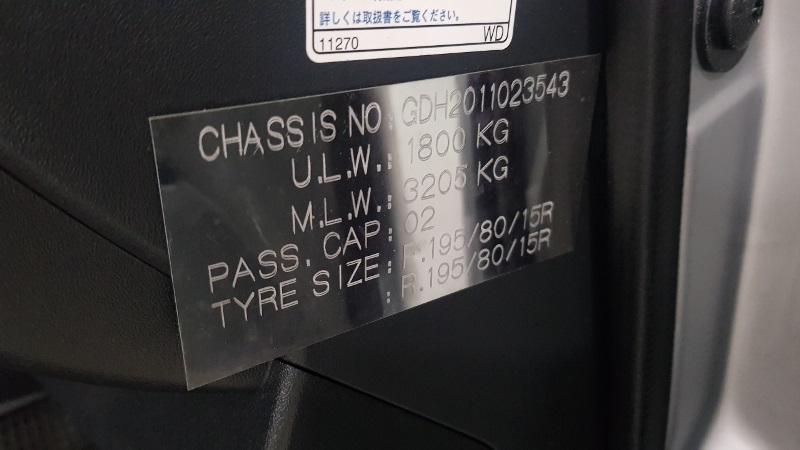 詳しくは取扱書をご覧ください。
11270 WD
CHASSIS NO: GDH2011023543
U.L.W.: 1800 KG
M.L.W.: 3205 KG
PASS. CAP: 02
TYRE SIZE: F.195/80/15R
: R.195/80/15R